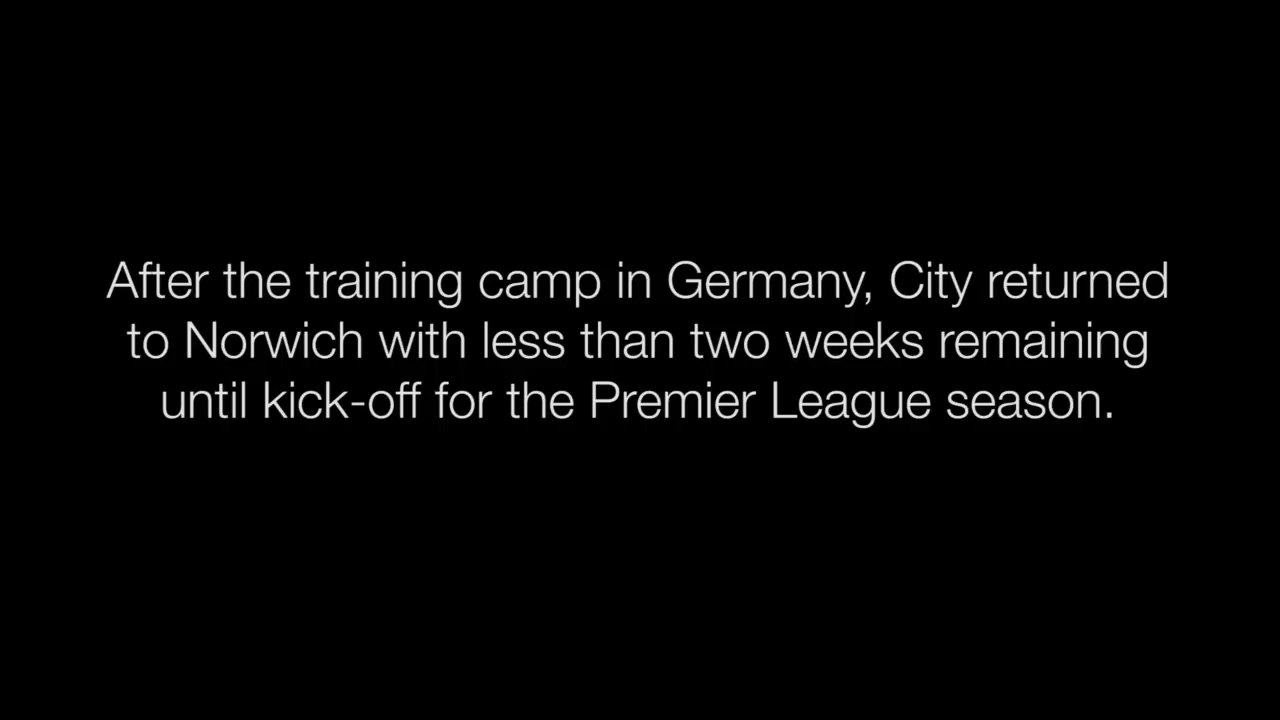 After the training camp in Germany, City returned
to Norwich with less than two weeks remaining
until kick-off for the Premier League season.